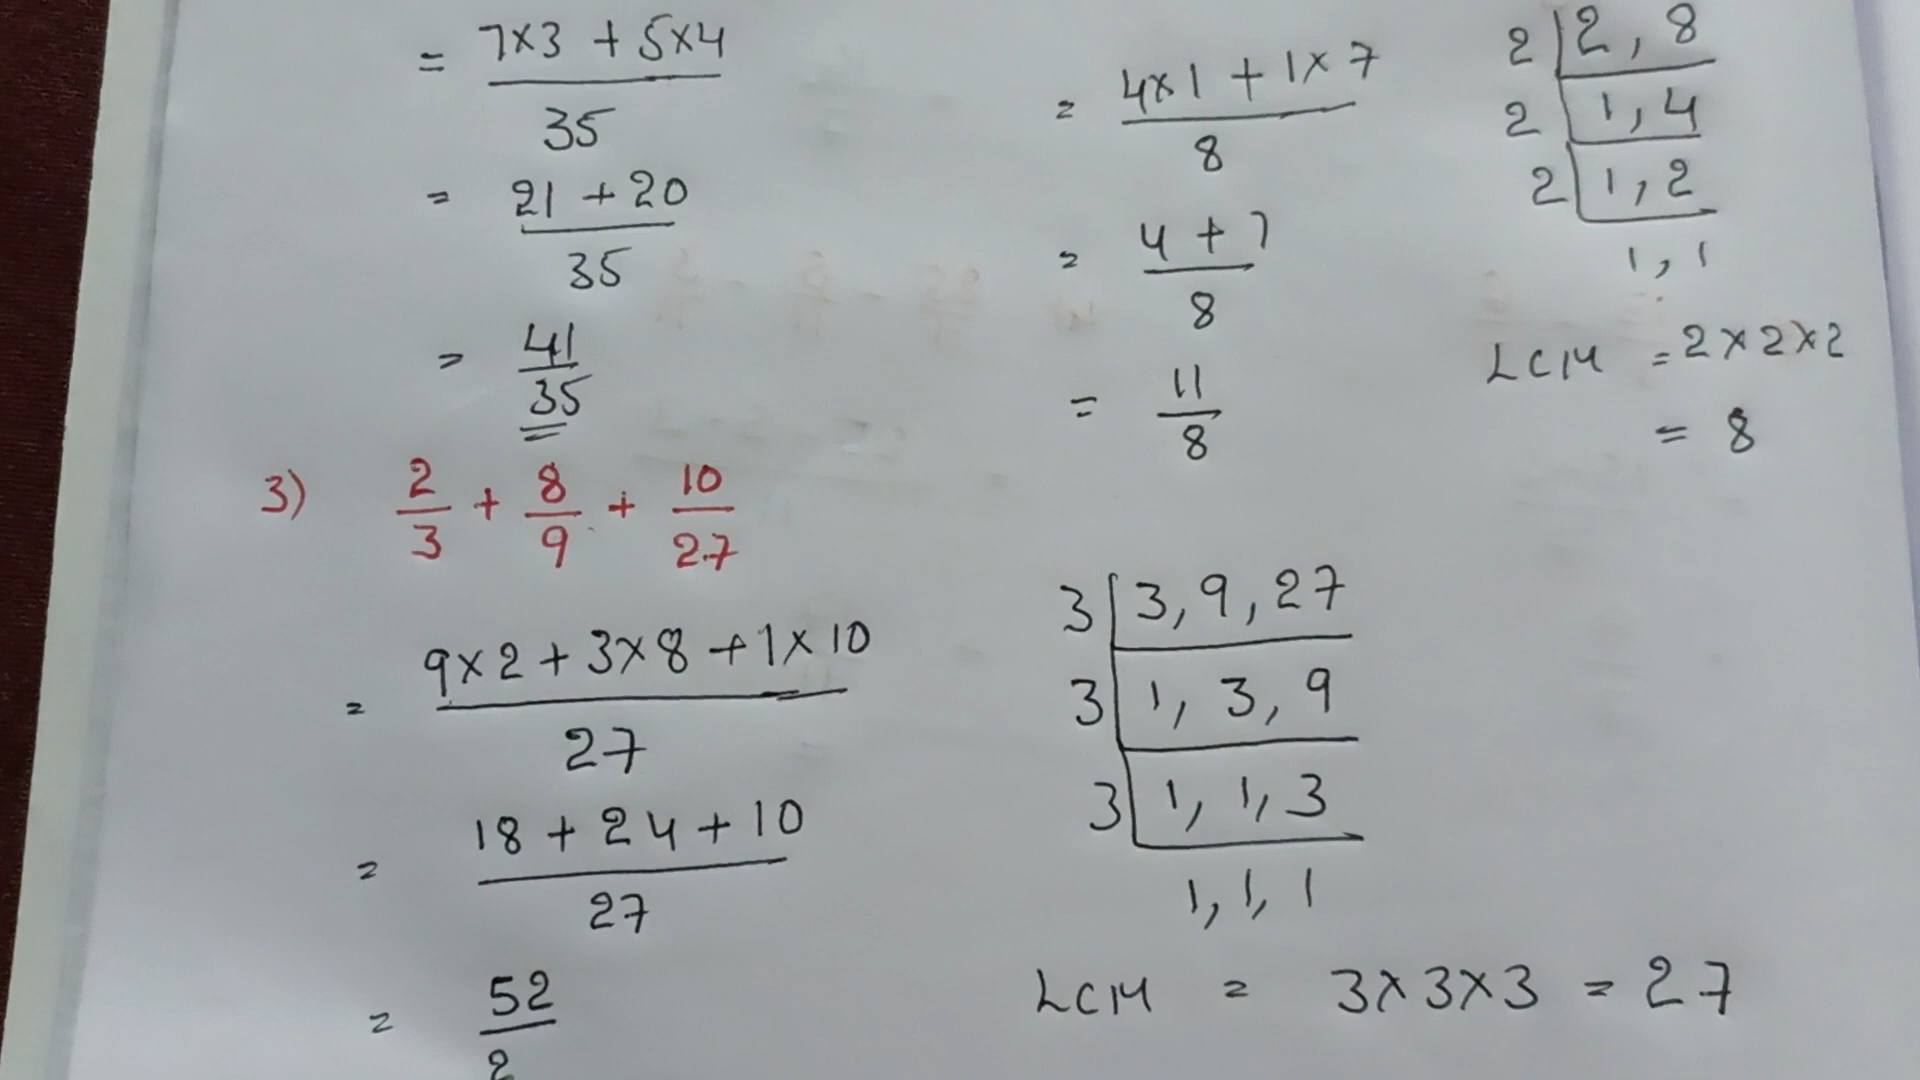 = 7×3 + 5×4
35
= 21 + 20
35
= 41
35
= 4×1 + 1×7
8
= 4 + 7
8
= 11
8
2 | 2, 8
2 | 1, 4
2 | 1, 2
1, 1
LCM = 2×2×2
= 8
3) 2/3 + 8/9 + 10/27
= 9×2 + 3×8 + 1×10
27
= 18 + 24 + 10
27
= 52
2
3 | 3, 9, 27
3 | 1, 3, 9
3 | 1, 1, 3
1, 1, 1
LCM = 3×3×3 = 27